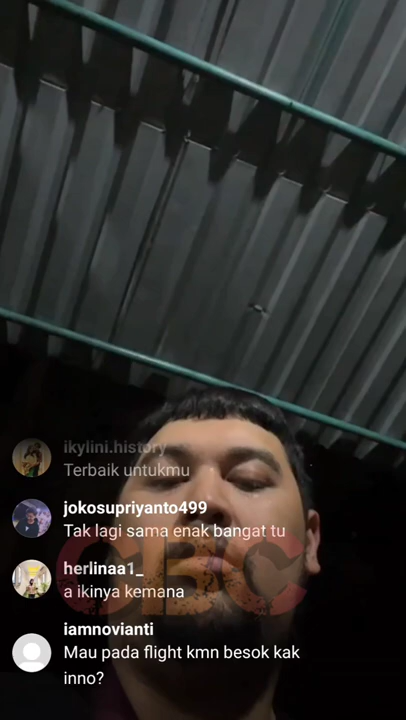 ikylini.history
Terbaik untukmu
jokosupriyanto499
Tak lagi sama enak bangat tu
herlinaa1_
a ikinya kemana
CBC
iamnovianti
Mau pada flight kmn besok kak
inno?